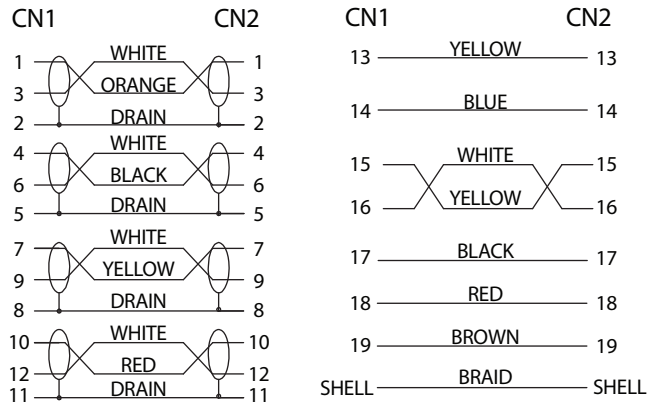 CN1 CN2
1 WHITE 1
3 ORANGE 3
2 DRAIN 2
4 WHITE 4
6 BLACK 6
5 DRAIN 5
7 WHITE 7
9 YELLOW 9
8 DRAIN 8
10 WHITE 10
12 RED 12
11 DRAIN 11
CN1 CN2
13 YELLOW 13
14 BLUE 14
15 WHITE 15
16 YELLOW 16
17 BLACK 17
18 RED 18
19 BROWN 19
SHELL BRAID SHELL